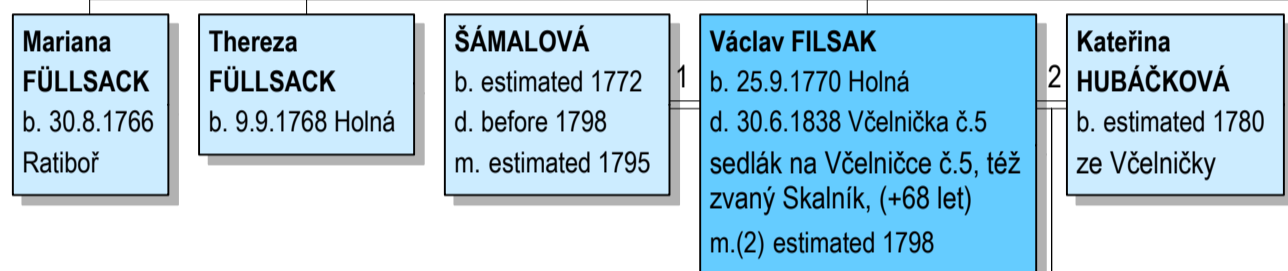 Mariana
FÜLLSACK
b. 30.8.1766
Ratiboř
Thereza
FÜLLSACK
b. 9.9.1768 Holná
ŠÁMALOVÁ
b. estimated 1772
d. before 1798
m. estimated 1795
1
Václav FILSAK
b. 25.9.1770 Holná
d. 30.6.1838 Včelnička č.5
sedlák na Včelničce č.5, též
zvaný Skalník, (+68 let)
m.(2) estimated 1798
2
Kateřina
HUBÁČKOVÁ
b. estimated 1780
ze Včelničky